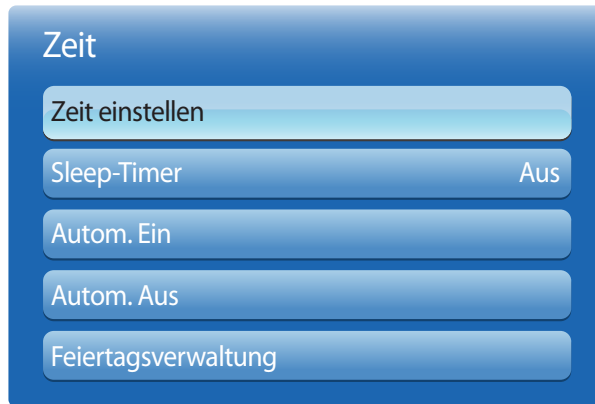 Zeit
Zeit einstellen
Sleep-Timer Aus
Autom. Ein
Autom. Aus
Feiertagsverwaltung